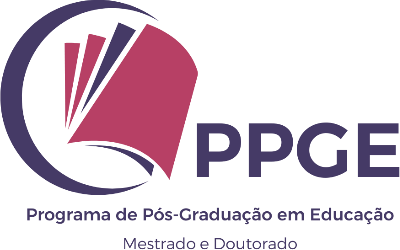 PPGE
Programa de Pós-Graduação em Educação
Mestrado e Doutorado